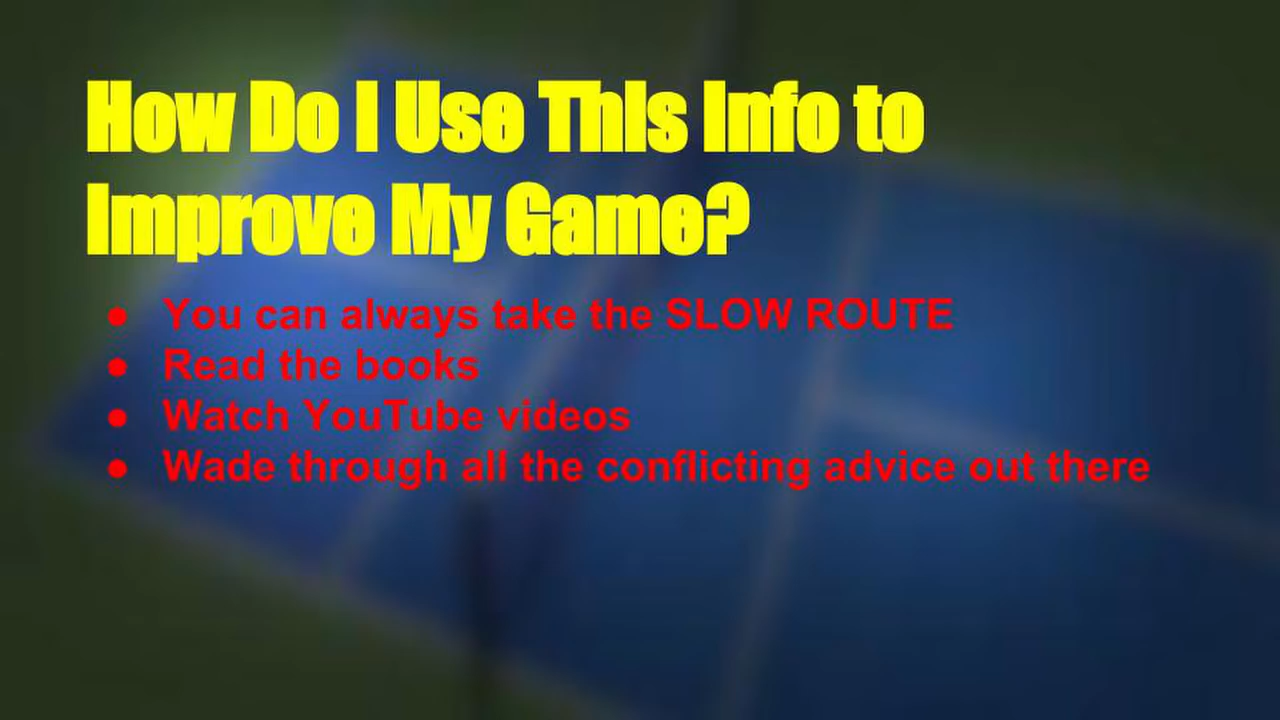 How Do I Use This Info to
Improve My Game?
● You can always take the SLOW ROUTE
● Read the books
● Watch YouTube videos
● Wade through all the conflicting advice out there